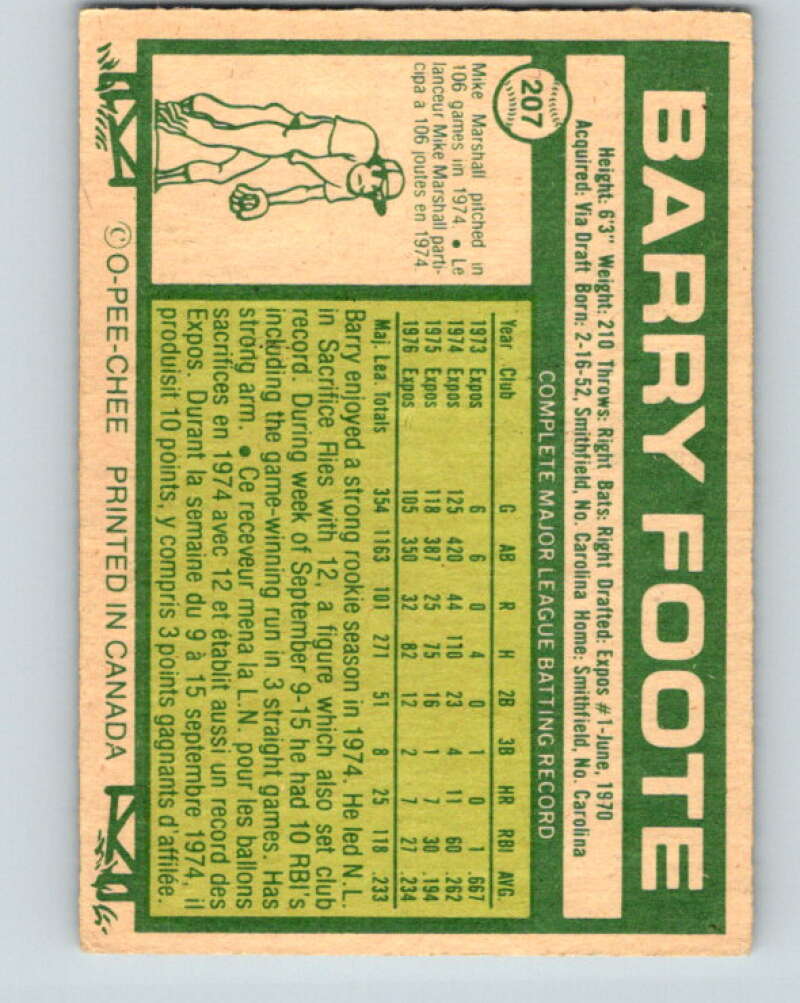 BARRY FOOTE
Height: 6'3" Weight: 210 Throws: Right Bats: Right Drafted: Expos #1-June, 1970
Acquired: Via Draft Born: 2-16-52, Smithfield, No. Carolina Home: Smithfield, No. Carolina
207
COMPLETE MAJOR LEAGUE BATTING RECORD
Mike Marshall pitched in
106 games in 1974. • Le
lanceur Mike Marshall parti-
cipa a 106 joutes en 1974.
Year Club G AB R H 2B 3B HR RBI AVG.
1973 Expos 6 6 0 4 0 1 0 1 .667
1974 Expos 125 420 44 110 23 4 11 60 .262
1975 Expos 118 387 25 75 16 1 7 30 .194
1976 Expos 105 350 32 82 12 2 7 27 .234
Maj. Lea. Totals 354 1163 101 271 51 8 25 118 .233
Barry enjoyed a strong rookie season in 1974. He led N.L.
in Sacrifice Flies with 12, a figure which also set club
record. During week of September 9-15 he had 10 RBI's
including the game-winning run in 3 straight games. Has
strong arm. • Ce receveur mena la L.N. pour les ballons
sacrifices en 1974 avec 12 et établit aussi un record des
Expos. Durant la semaine du 9 à 15 septembre 1974, il
produisit 10 points, y compris 3 points gagnants d'affilée.
©O-PEE-CHEE PRINTED IN CANADA